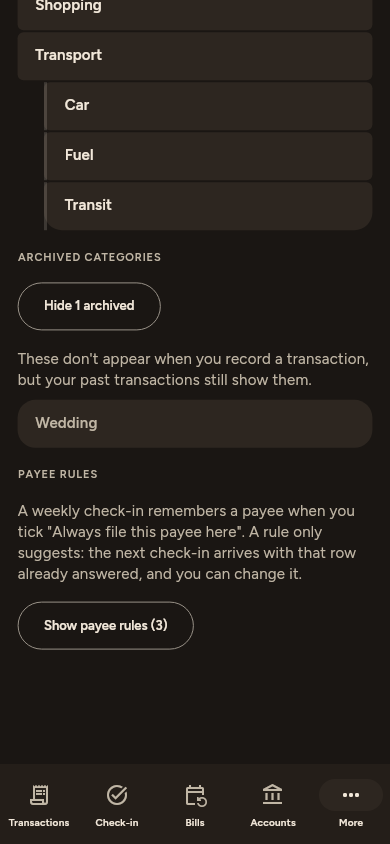 Shopping
Transport
Car
Fuel
Transit
ARCHIVED CATEGORIES
Hide 1 archived
These don't appear when you record a transaction,
but your past transactions still show them.
Wedding
PAYEE RULES
A weekly check-in remembers a payee when you
tick "Always file this payee here". A rule only
suggests: the next check-in arrives with that row
already answered, and you can change it.
Show payee rules (3)
Transactions
Check-in
Bills
Accounts
More